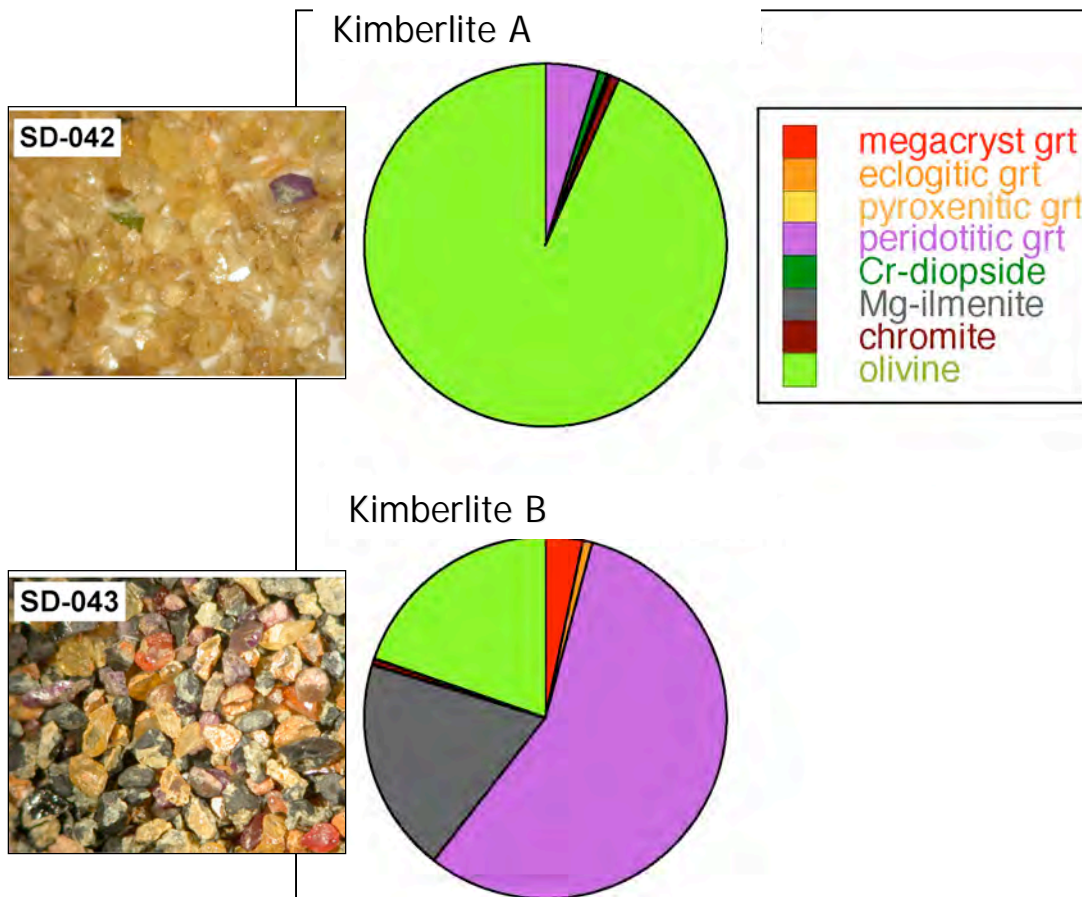 Kimberlite A
SD-042
megacryst grt
eclogitic grt
pyroxenitic grt
peridotitic grt
Cr-diopside
Mg-ilmenite
chromite
olivine
Kimberlite B
SD-043